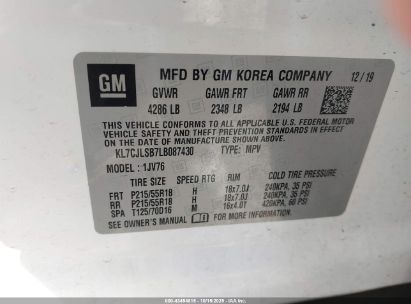 GM
MFD BY GM KOREA COMPANY 12/19
GVWR GAWR FRT GAWR RR
4286 LB 2348 LB 2194 LB
THIS VEHICLE CONFORMS TO ALL APPLICABLE U.S. FEDERAL MOTOR
VEHICLE SAFETY AND THEFT PREVENTION STANDARDS IN EFFECT
ON THE DATE OF MANUFACTURE SHOWN ABOVE.
KL7CJLSB7LB087430 TYPE: MPV
MODEL: 1JV76
TIRE SIZE SPEED RTG RIM COLD TIRE PRESSURE
FRT P215/55R18 H 18x7.0J 240KPA, 35 PSI
RR P215/55R18 H 18x7.0J 240KPA, 35 PSI
SPA T125/70D16 M 16x4.0T 420KPA, 60 PSI
SEE OWNER'S MANUAL FOR MORE INFORMATION.